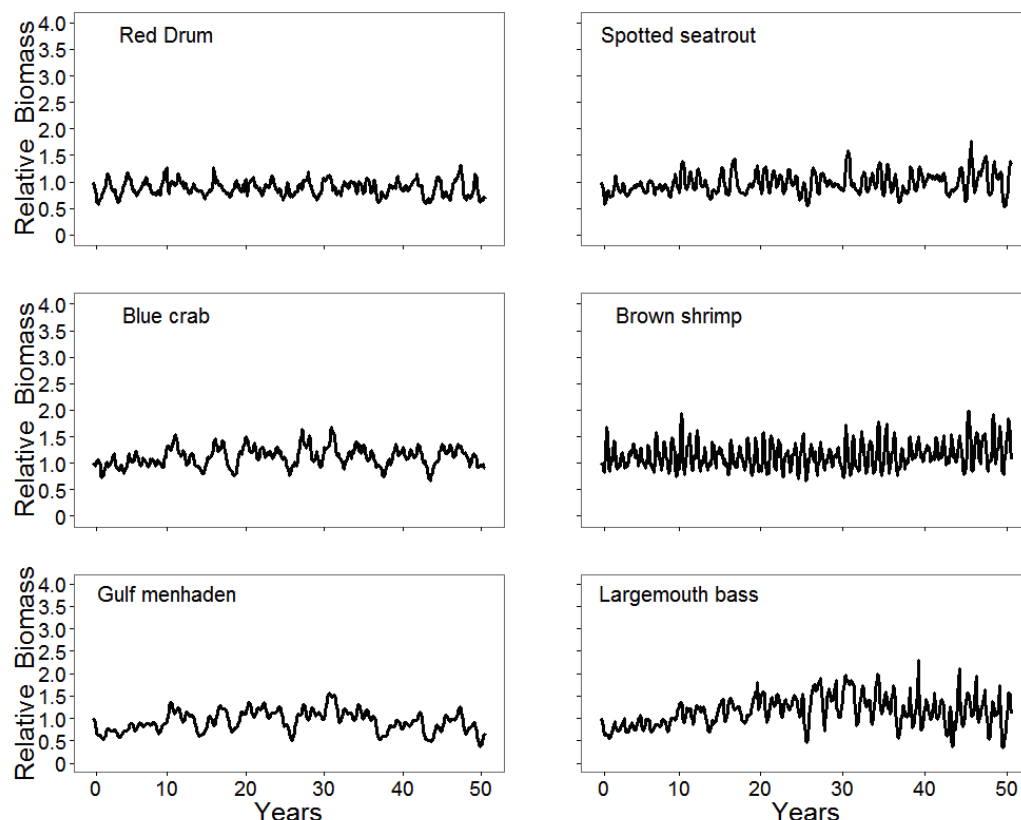 Red Drum
Spotted seatrout
Relative Biomass
4.0
3.5
3.0
2.5
2.0
1.5
1.0
0.5
0
Blue crab
Brown shrimp
Relative Biomass
4.0
3.5
3.0
2.5
2.0
1.5
1.0
0.5
0
Gulf menhaden
Largemouth bass
Relative Biomass
4.0
3.5
3.0
2.5
2.0
1.5
1.0
0.5
0
0 10 20 30 40 50
0 10 20 30 40 50
Years
Years